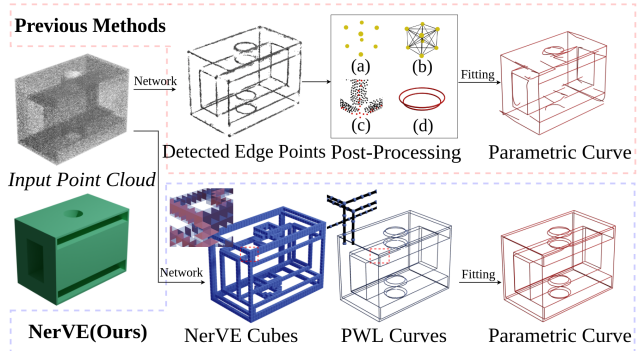 Previous Methods
Network
(a)
(b)
(c)
(d)
Fitting
Detected Edge Points
Post-Processing
Parametric Curve
Input Point Cloud
Network
Fitting
NerVE(Ours)
NerVE Cubes
PWL Curves
Parametric Curve